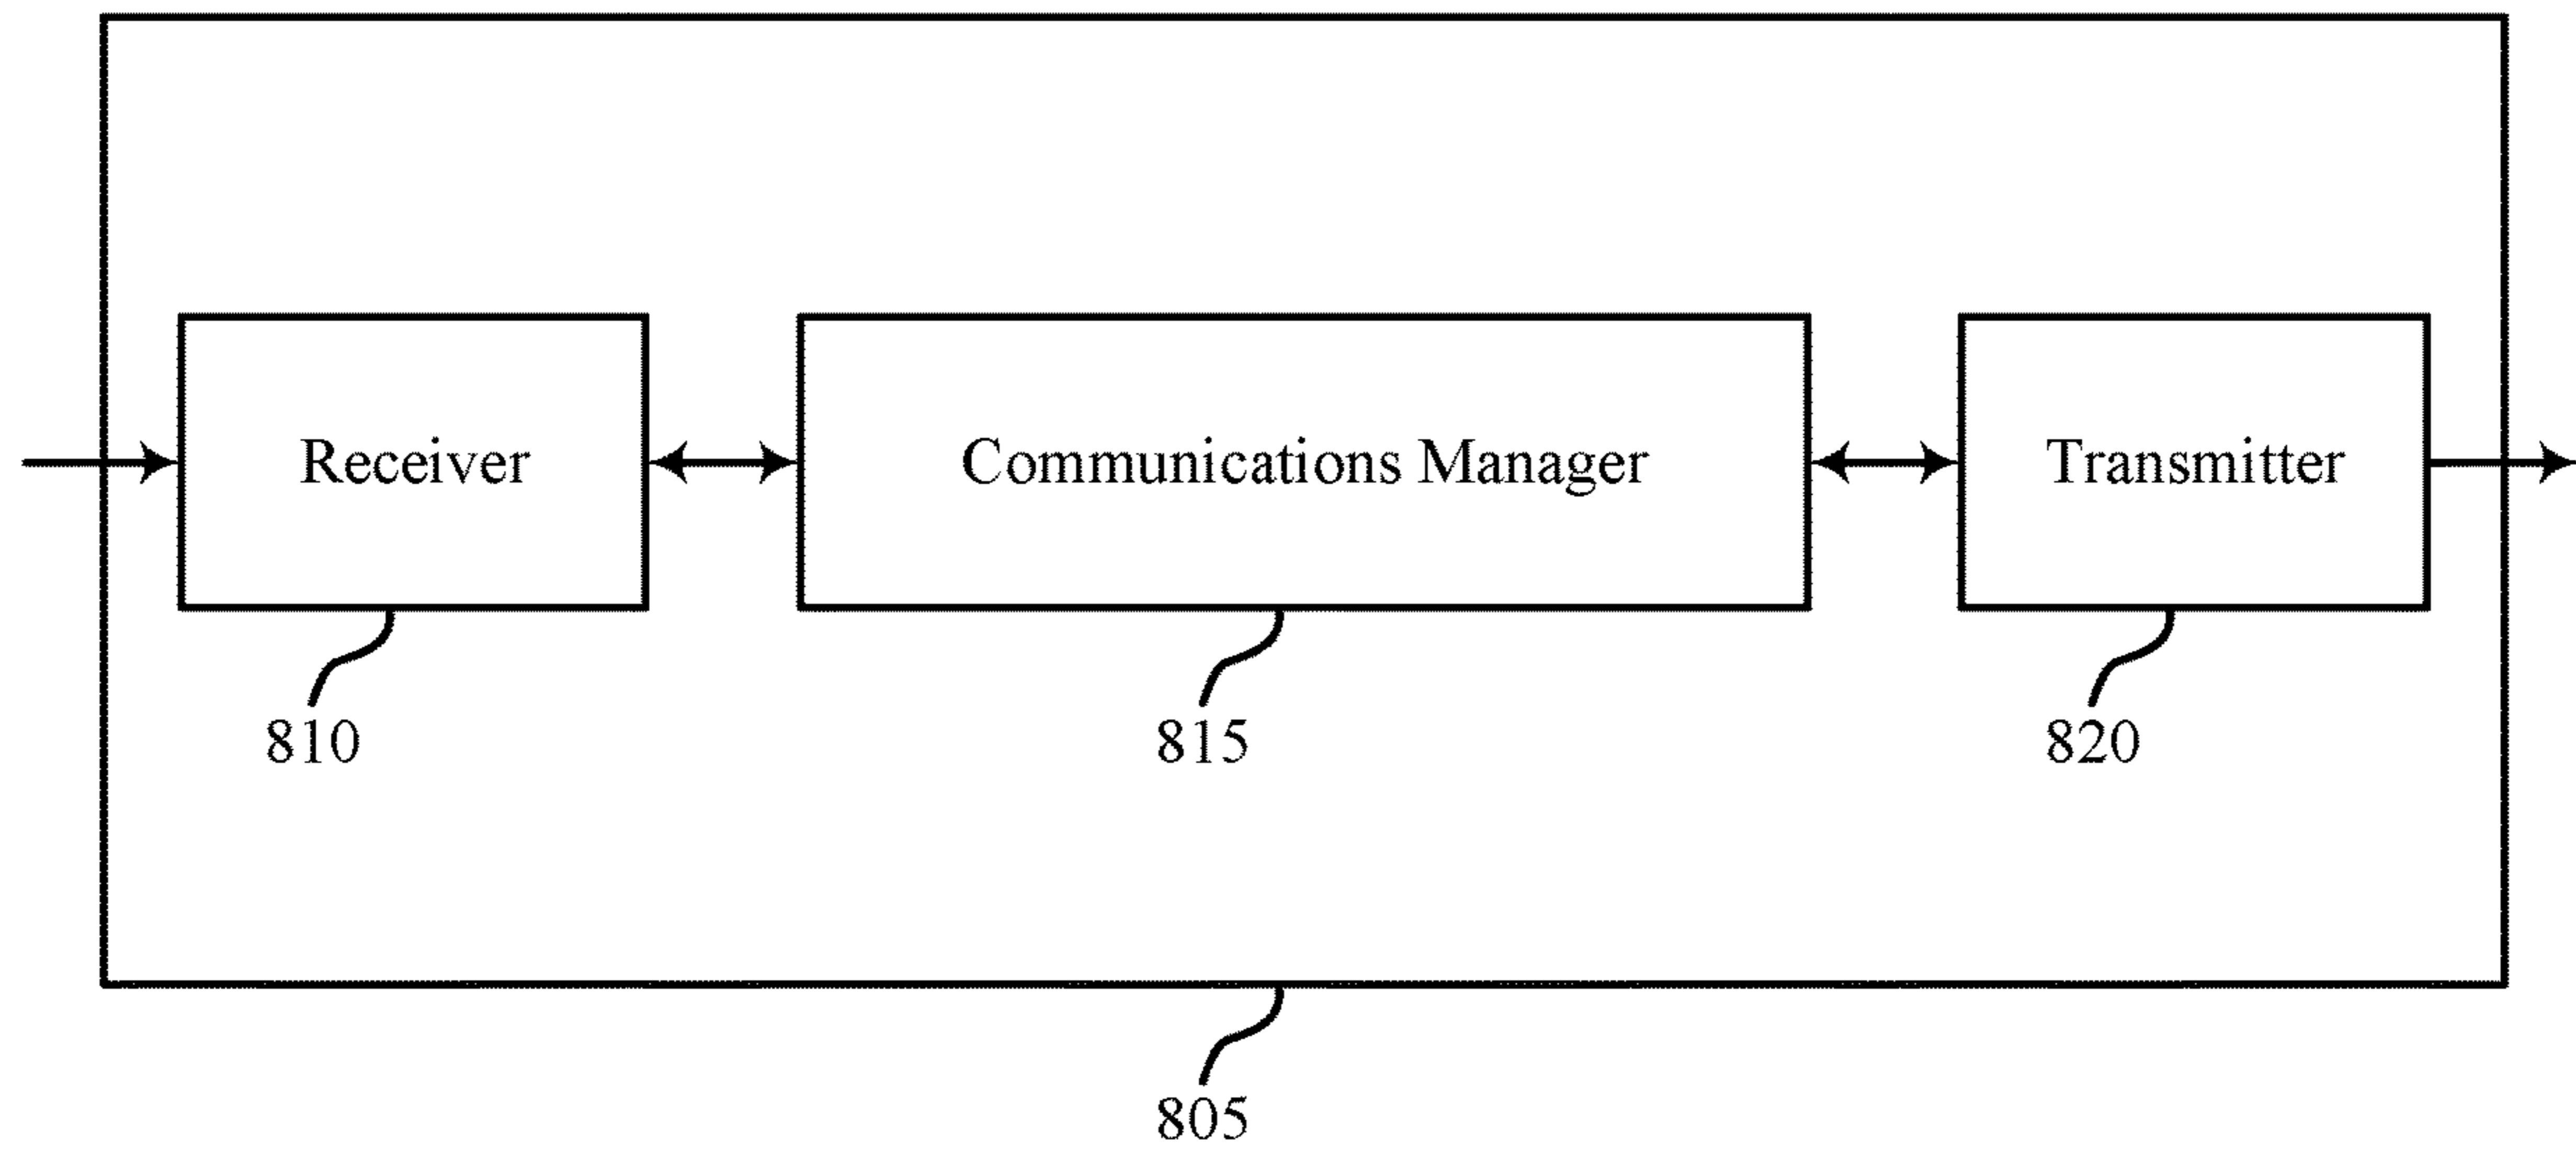 Receiver
Communications Manager
Transmitter
810
815
820
805